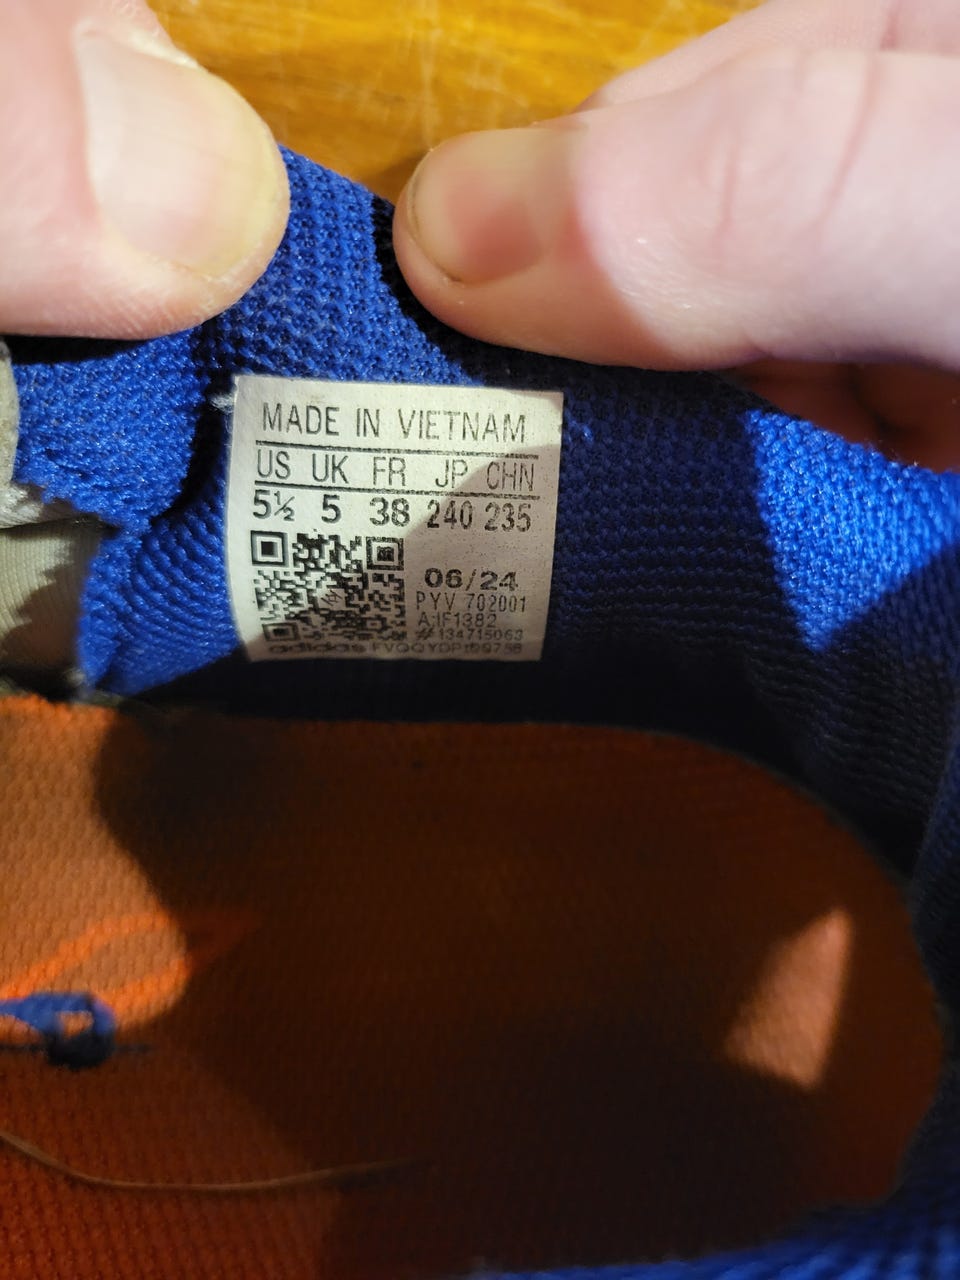 MADE IN VIETNAM
US UK FR JP CHN
5½ 5 38 240 235
06/24
PYV 702001
A:IF1382
#134715063
adidas